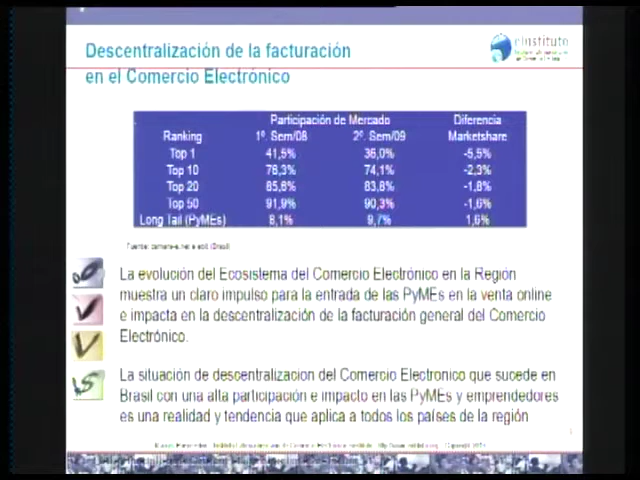 Descentralización de la facturación
en el Comercio Electrónico
eInstituto
Participación de Mercado Diferencia
Ranking 1º. Sem/08 2º. Sem/09 Marketshare
Top 1 41,5% 36,0% -5,5%
Top 10 76,3% 74,1% -2,3%
Top 20 85,6% 83,8% -1,8%
Top 50 91,9% 90,3% -1,6%
Long Tail (PyMEs) 8,1% 9,7% 1,6%
La evolución del Ecosistema del Comercio Electrónico en la Región
muestra un claro impulso para la entrada de las PyMEs en la venta online
e impacta en la descentralización de la facturación general del Comercio
Electrónico.
La situación de descentralizacion del Comercio Electronico que sucede en
Brasil con una alta participación e impacto en las PyMEs y emprendedores
es una realidad y tendencia que aplica a todos los países de la región